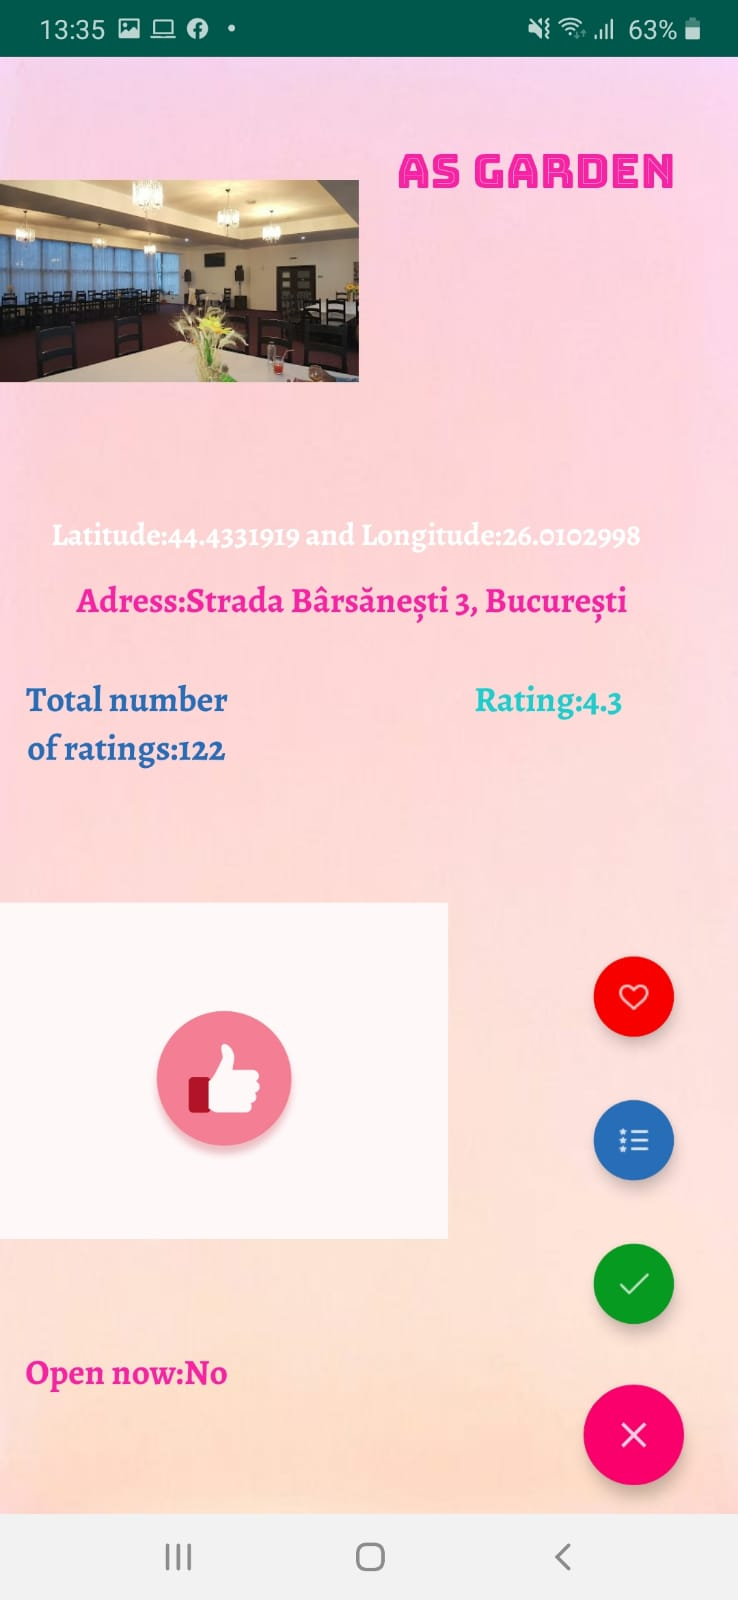 13:35 63%
AS GARDEN
Latitude:44.4331919 and Longitude:26.0102998
Adress:Strada Bârsănești 3, București
Total number
of ratings:122
Rating:4.3
Open now:No